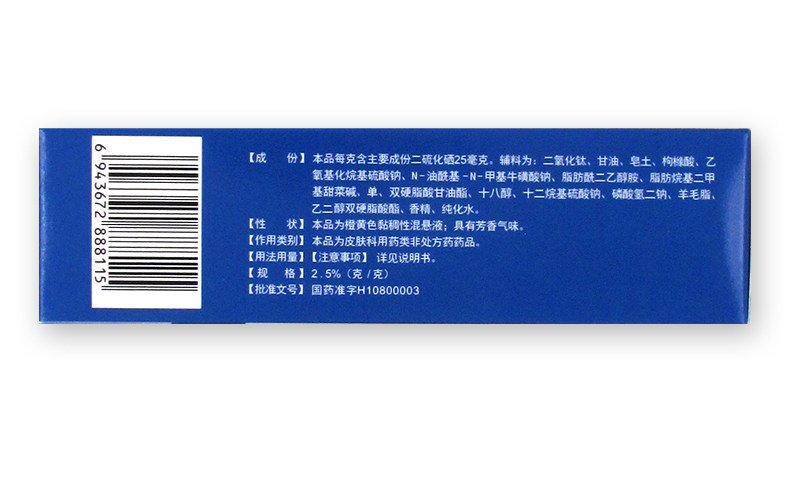 6943672888115
【成　份】本品每克含主要成份二硫化硒25毫克。辅料为：二氧化钛、甘油、皂土、枸橼酸、乙
氧基化烷基硫酸钠、N-油酰基-N-甲基牛磺酸钠、脂肪酰二乙醇胺、脂肪烷基二甲
基甜菜碱、单、双硬脂酸甘油酯、十八醇、十二烷基硫酸钠、磷酸氢二钠、羊毛脂、
乙二醇双硬脂酸酯、香精、纯化水。
【性　状】本品为橙黄色黏稠性混悬液；具有芳香气味。
【作用类别】本品为皮肤科用药类非处方药药品。
【用法用量】【注意事项】 详见说明书。
【规　格】2.5%（克/克）
【批准文号】国药准字H10800003